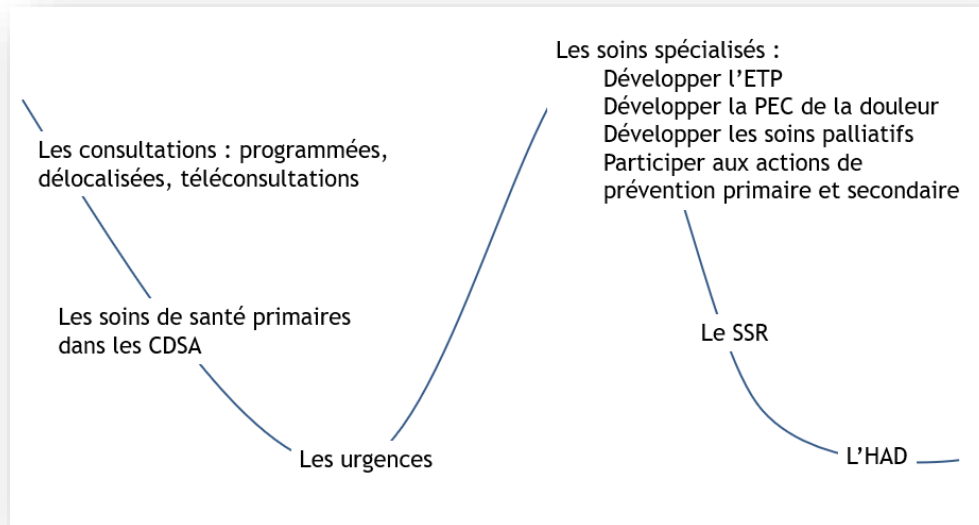 Les consultations : programmées,
délocalisées, téléconsultations
Les soins de santé primaires
dans les CDSA
Les urgences
Les soins spécialisés :
Développer l'ETP
Développer la PEC de la douleur
Développer les soins palliatifs
Participer aux actions de
prévention primaire et secondaire
Le SSR
L'HAD